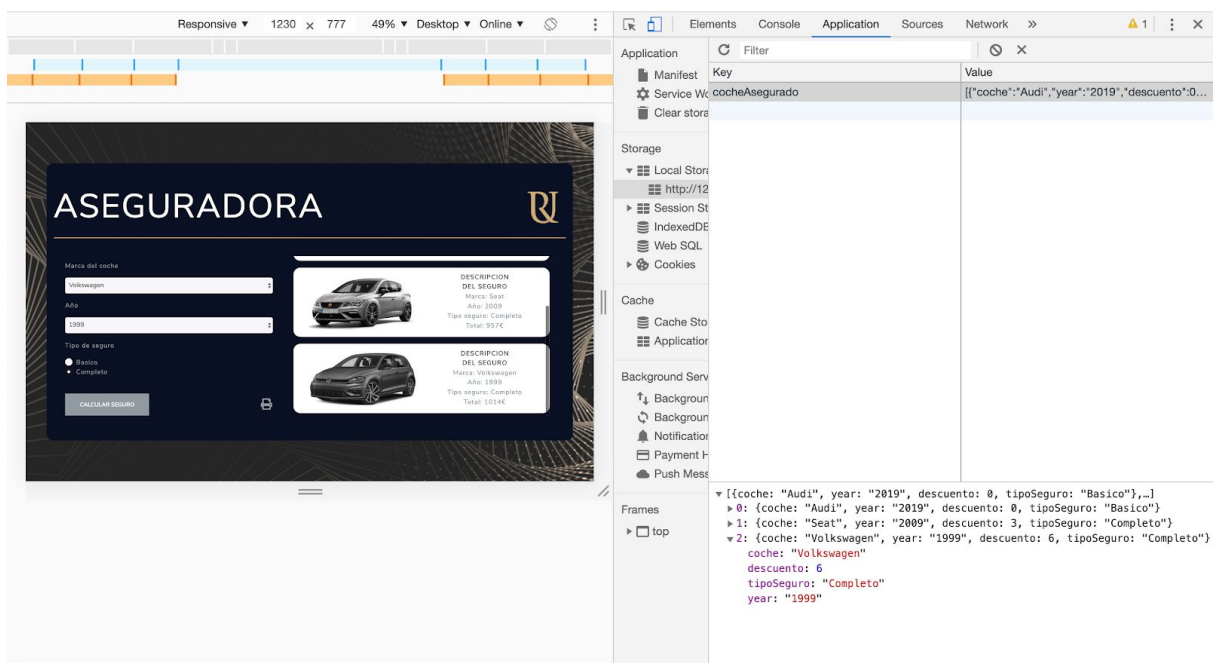 Responsive ▼ 1230 x 777 49% ▼ Desktop ▼ Online ▼
Elements Console Application Sources Network » 1
Application
Manifest
Service Wo
Clear stora
Storage
Local Stora
http://12
Session St
IndexedDB
Web SQL
Cookies
Cache
Cache Sto
Application
Background Serv
Backgroun
Backgroun
Notification
Payment H
Push Mess
Frames
top
Filter
Key Value
cocheAsegurado [{"coche":"Audi","year":"2019","descuento":0...
ASEGURADORA
Marca del coche
Volkswagen
Año
1999
Tipo de seguro
Basico
Completo
CALCULAR SEGURO
DESCRIPCION
DEL SEGURO
Marca: Seat
Año: 2009
Tipo seguro: Completo
Total: 957€
DESCRIPCION
DEL SEGURO
Marca: Volkswagen
Año: 1999
Tipo seguro: Completo
Total: 1014€
▼ [{coche: "Audi", year: "2019", descuento: 0, tipoSeguro: "Basico"},…]
▶ 0: {coche: "Audi", year: "2019", descuento: 0, tipoSeguro: "Basico"}
▶ 1: {coche: "Seat", year: "2009", descuento: 3, tipoSeguro: "Completo"}
▼ 2: {coche: "Volkswagen", year: "1999", descuento: 6, tipoSeguro: "Completo"}
coche: "Volkswagen"
descuento: 6
tipoSeguro: "Completo"
year: "1999"